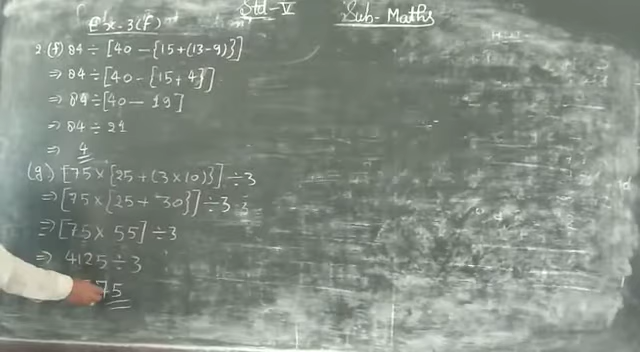 Std-V Sub-Maths
Ex-3(f)
2.(f) 84 ÷ [40 - {15+(13-9)}]
⇒ 84 ÷ [40 - {15+4}]
⇒ 84 ÷ [40 - 19]
⇒ 84 ÷ 21
⇒ 4
(g) [75 × {25 + (3×10)}] ÷ 3
⇒ [75 × {25 + 30}] ÷ 3
⇒ [75 × 55] ÷ 3
⇒ 4125 ÷ 3
75